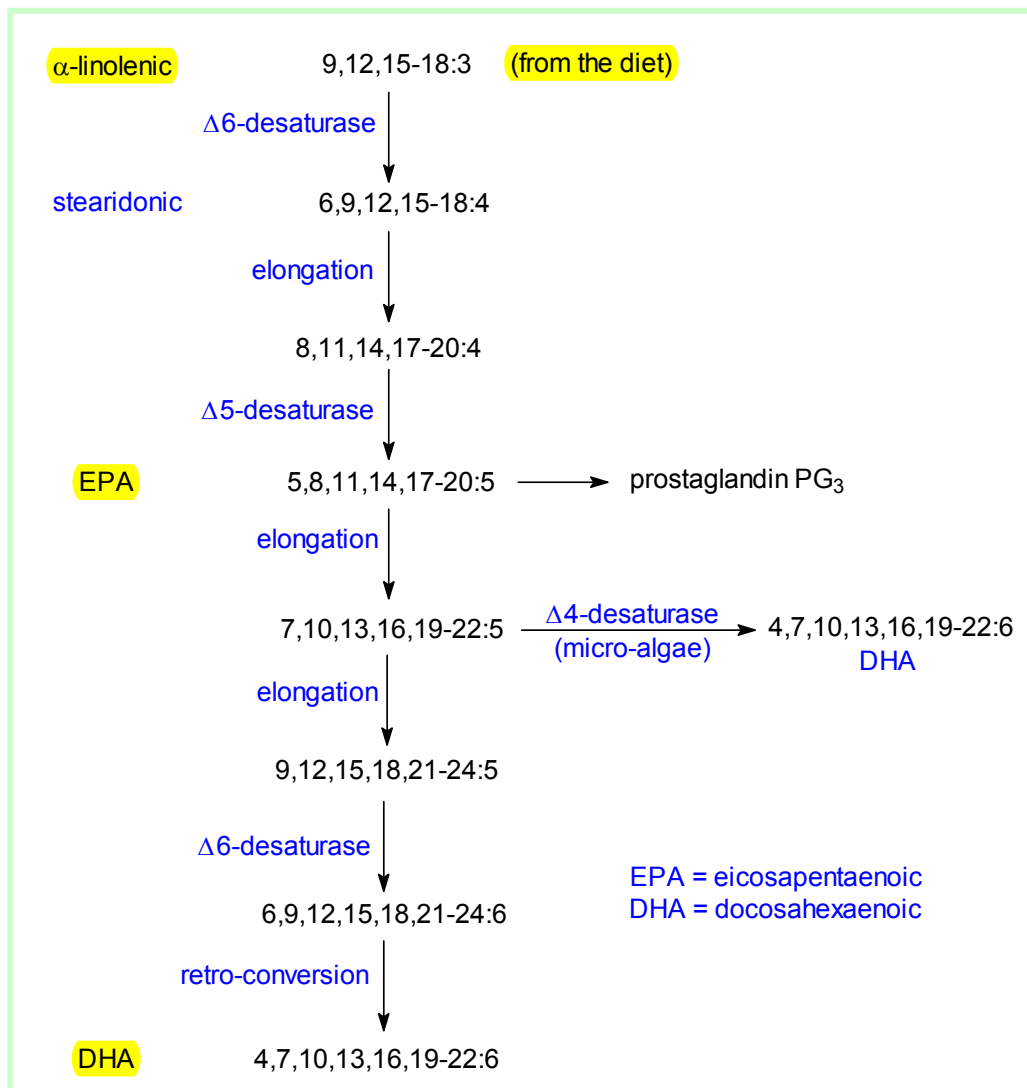 α-linolenic 9,12,15-18:3 (from the diet)
Δ6-desaturase
stearidonic 6,9,12,15-18:4
elongation
8,11,14,17-20:4
Δ5-desaturase
EPA 5,8,11,14,17-20:5 prostaglandin PG₃
elongation
7,10,13,16,19-22:5 Δ4-desaturase 4,7,10,13,16,19-22:6
(micro-algae) DHA
elongation
9,12,15,18,21-24:5
Δ6-desaturase
EPA = eicosapentaenoic
DHA = docosahexaenoic
6,9,12,15,18,21-24:6
retro-conversion
DHA 4,7,10,13,16,19-22:6